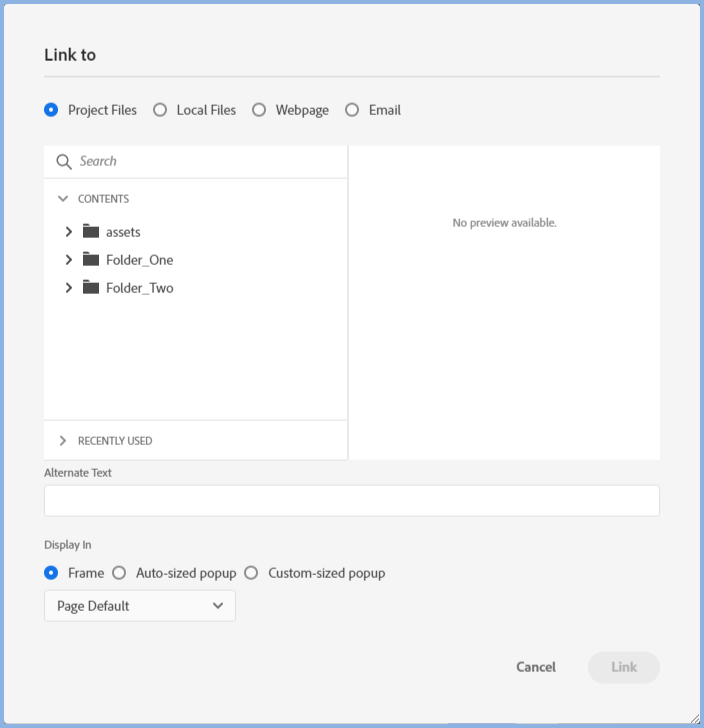 Link to
Project Files Local Files Webpage Email
Search
CONTENTS
assets
Folder_One
Folder_Two
No preview available.
RECENTLY USED
Alternate Text
Display In
Frame Auto-sized popup Custom-sized popup
Page Default
Cancel Link